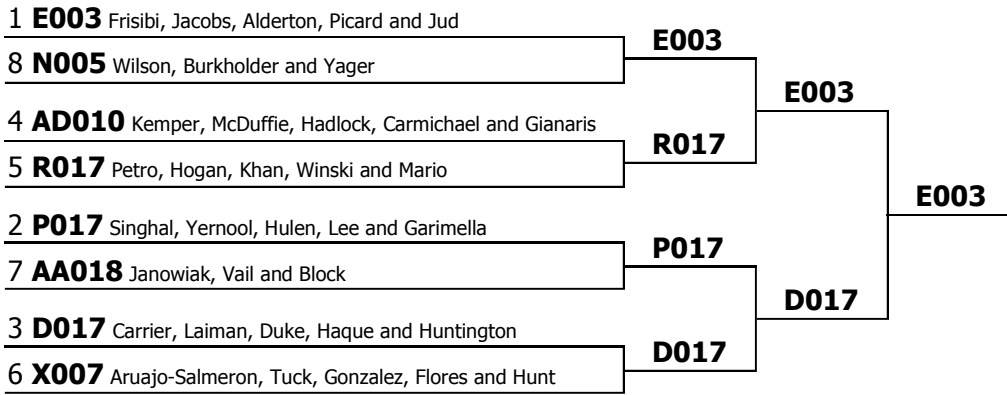 1 E003 Frisibi, Jacobs, Alderton, Picard and Jud
8 N005 Wilson, Burkholder and Yager
4 AD010 Kemper, McDuffie, Hadlock, Carmichael and Gianaris
5 R017 Petro, Hogan, Khan, Winski and Mario
2 P017 Singhal, Yernool, Hulen, Lee and Garimella
7 AA018 Janowiak, Vail and Block
3 D017 Carrier, Laiman, Duke, Haque and Huntington
6 X007 Aruajo-Salmeron, Tuck, Gonzalez, Flores and Hunt
E003
R017
P017
D017
E003
D017
E003